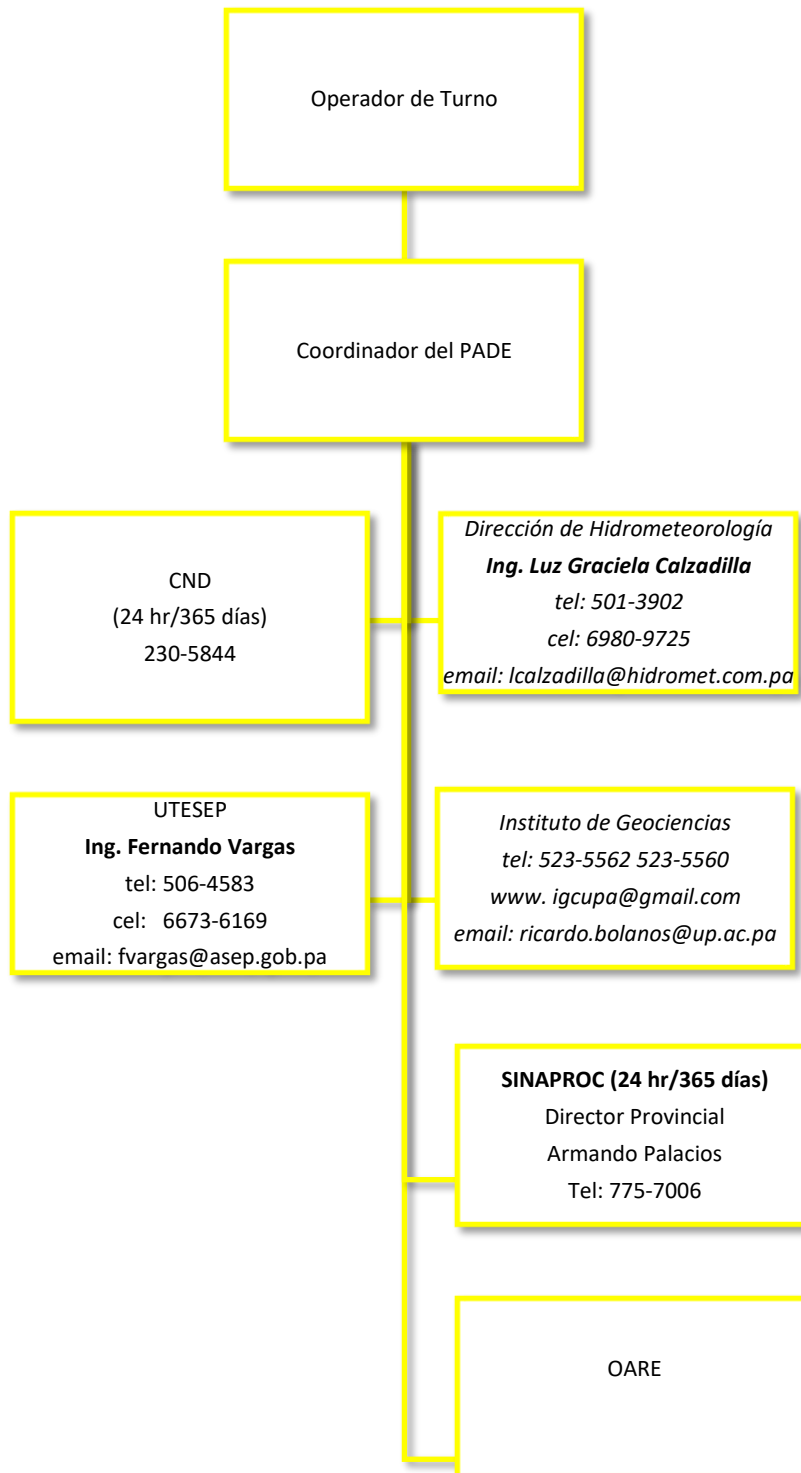 Operador de Turno
Coordinador del PADE
CND
(24 hr/365 días)
230-5844
Dirección de Hidrometeorología
Ing. Luz Graciela Calzadilla
tel: 501-3902
cel: 6980-9725
email: lcalzadilla@hidromet.com.pa
UTESEP
Ing. Fernando Vargas
tel: 506-4583
cel: 6673-6169
email: fvargas@asep.gob.pa
Instituto de Geociencias
tel: 523-5562 523-5560
www. igcupa@gmail.com
email: ricardo.bolanos@up.ac.pa
SINAPROC (24 hr/365 días)
Director Provincial
Armando Palacios
Tel: 775-7006
OARE